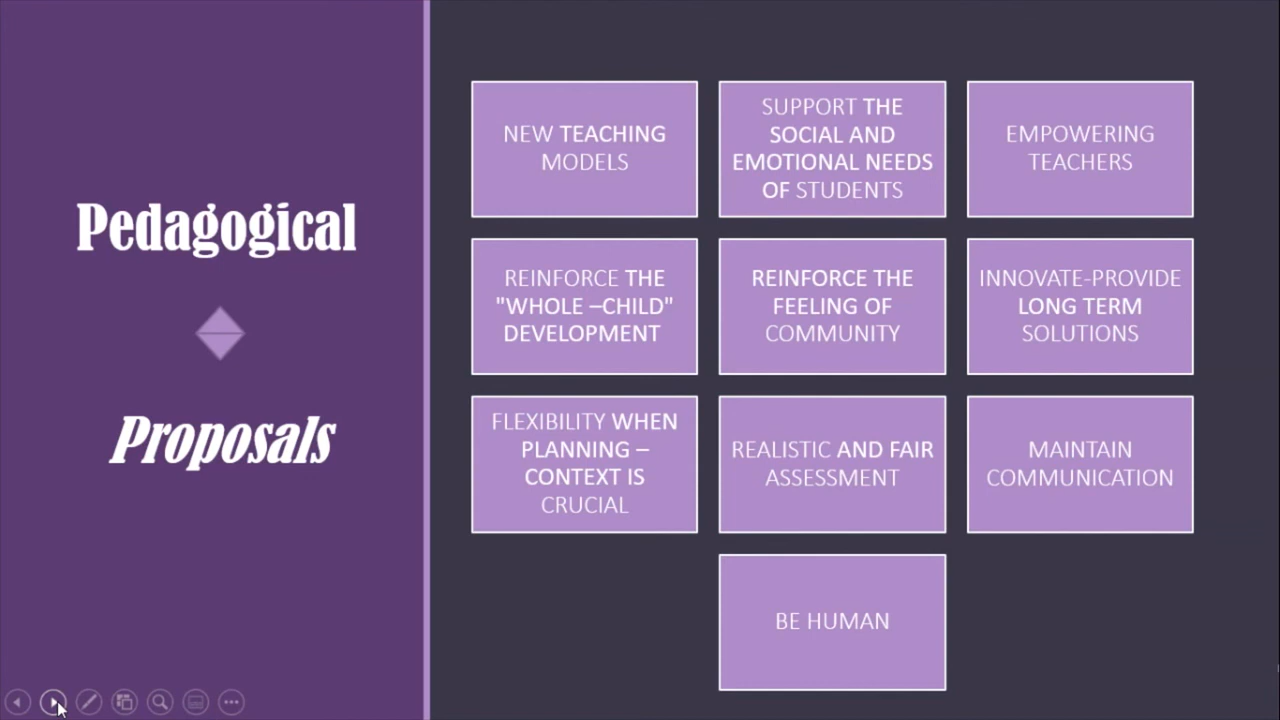 Pedagogical
Proposals
NEW TEACHING
MODELS
SUPPORT THE
SOCIAL AND
EMOTIONAL NEEDS
OF STUDENTS
EMPOWERING
TEACHERS
REINFORCE THE
"WHOLE –CHILD"
DEVELOPMENT
REINFORCE THE
FEELING OF
COMMUNITY
INNOVATE-PROVIDE
LONG TERM
SOLUTIONS
FLEXIBILITY WHEN
PLANNING –
CONTEXT IS
CRUCIAL
REALISTIC AND FAIR
ASSESSMENT
MAINTAIN
COMMUNICATION
BE HUMAN